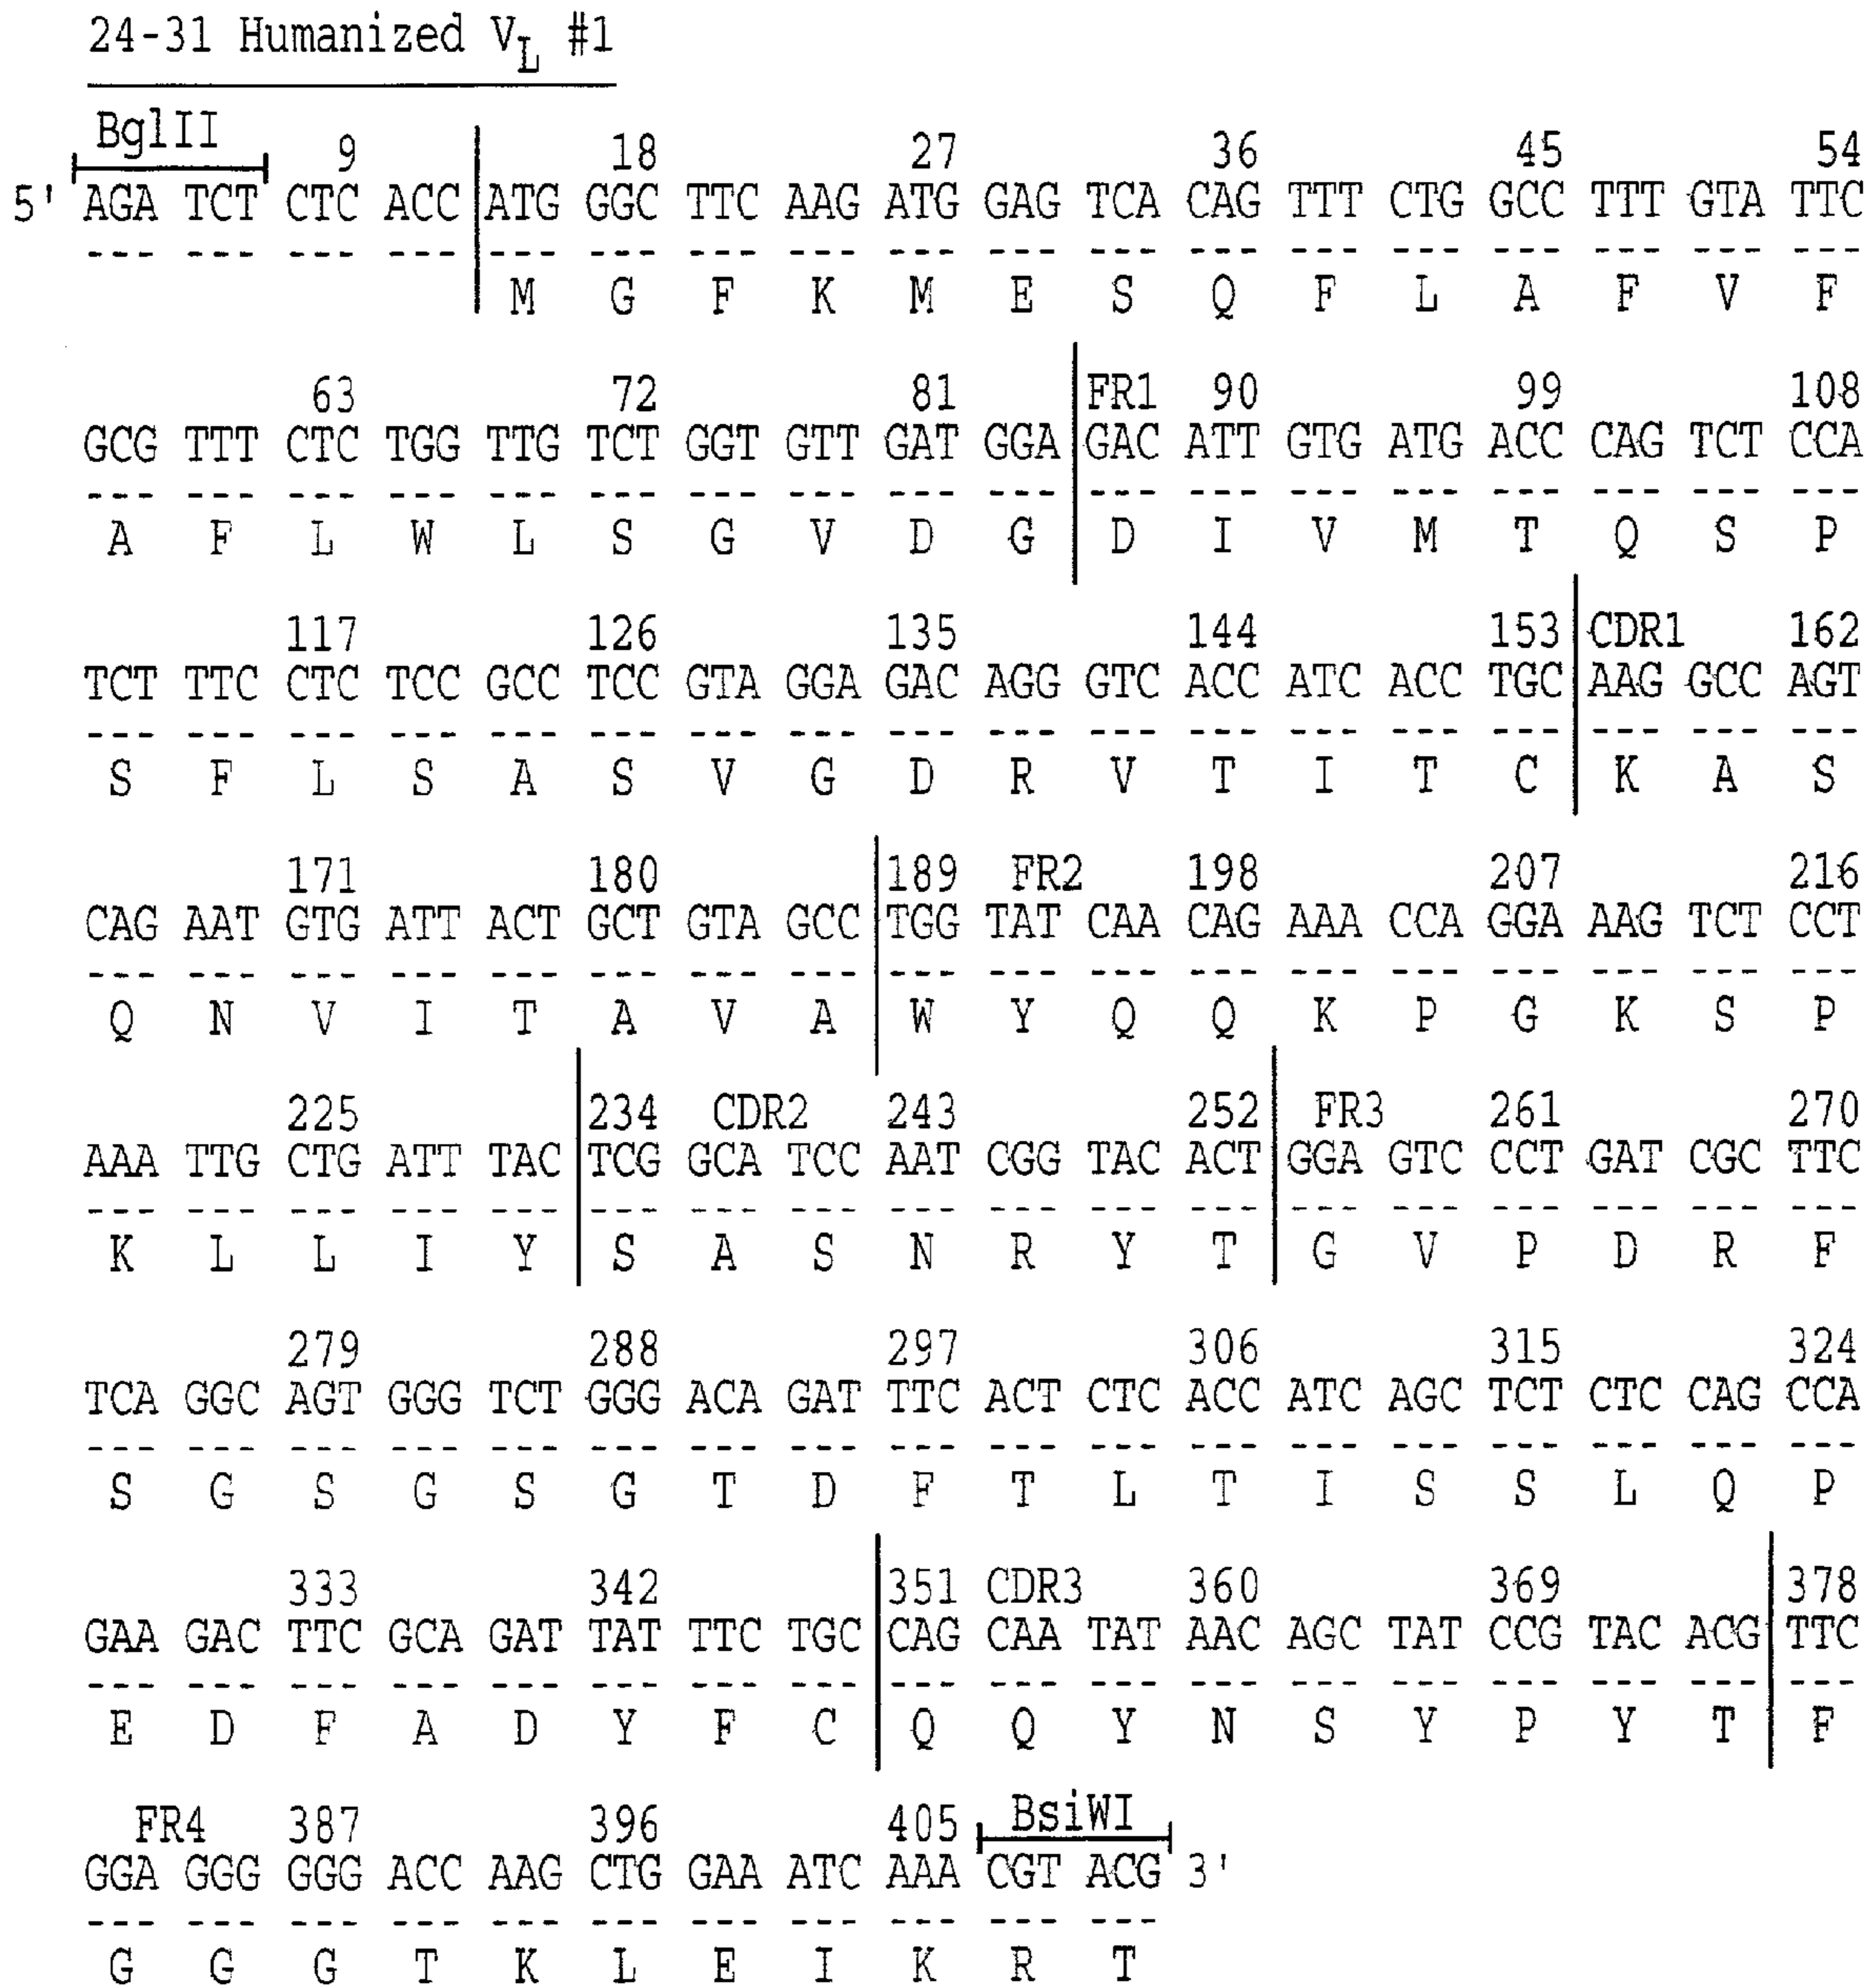 24-31 Humanized VL #1
BglII 9 18 27 36 45 54
5' AGA TCT CTC ACC ATG GGC TTC AAG ATG GAG TCA CAG TTT CTG GCC TTT GTA TTC
--- --- --- --- --- --- --- --- --- --- --- --- --- --- --- --- --- ---
M G F K M E S Q F L A F V F
63 72 81 FR1 90 99 108
GCG TTT CTC TGG TTG TCT GGT GTT GAT GGA GAC ATT GTG ATG ACC CAG TCT CCA
--- --- --- --- --- --- --- --- --- --- --- --- --- --- --- --- --- ---
A F L W L S G V D G D I V M T Q S P
117 126 135 144 153 CDR1 162
TCT TTC CTC TCC GCC TCC GTA GGA GAC AGG GTC ACC ATC ACC TGC AAG GCC AGT
--- --- --- --- --- --- --- --- --- --- --- --- --- --- --- --- --- ---
S F L S A S V G D R V T I T C K A S
171 180 189 FR2 198 207 216
CAG AAT GTG ATT ACT GCT GTA GCC TGG TAT CAA CAG AAA CCA GGA AAG TCT CCT
--- --- --- --- --- --- --- --- --- --- --- --- --- --- --- --- --- ---
Q N V I T A V A W Y Q Q K P G K S P
225 234 CDR2 243 252 FR3 261 270
AAA TTG CTG ATT TAC TCG GCA TCC AAT CGG TAC ACT GGA GTC CCT GAT CGC TTC
--- --- --- --- --- --- --- --- --- --- --- --- --- --- --- --- --- ---
K L L I Y S A S N R Y T G V P D R F
279 288 297 306 315 324
TCA GGC AGT GGG TCT GGG ACA GAT TTC ACT CTC ACC ATC AGC TCT CTC CAG CCA
--- --- --- --- --- --- --- --- --- --- --- --- --- --- --- --- --- ---
S G S G S G T D F T L T I S S L Q P
333 342 351 CDR3 360 369 378
GAA GAC TTC GCA GAT TAT TTC TGC CAG CAA TAT AAC AGC TAT CCG TAC ACG TTC
--- --- --- --- --- --- --- --- --- --- --- --- --- --- --- --- --- ---
E D F A D Y F C Q Q Y N S Y P Y T F
FR4 387 396 405 BsiWI
GGA GGG GGG ACC AAG CTG GAA ATC AAA CGT ACG 3'
--- --- --- --- --- --- --- --- --- --- ---
G G G T K L E I K R T